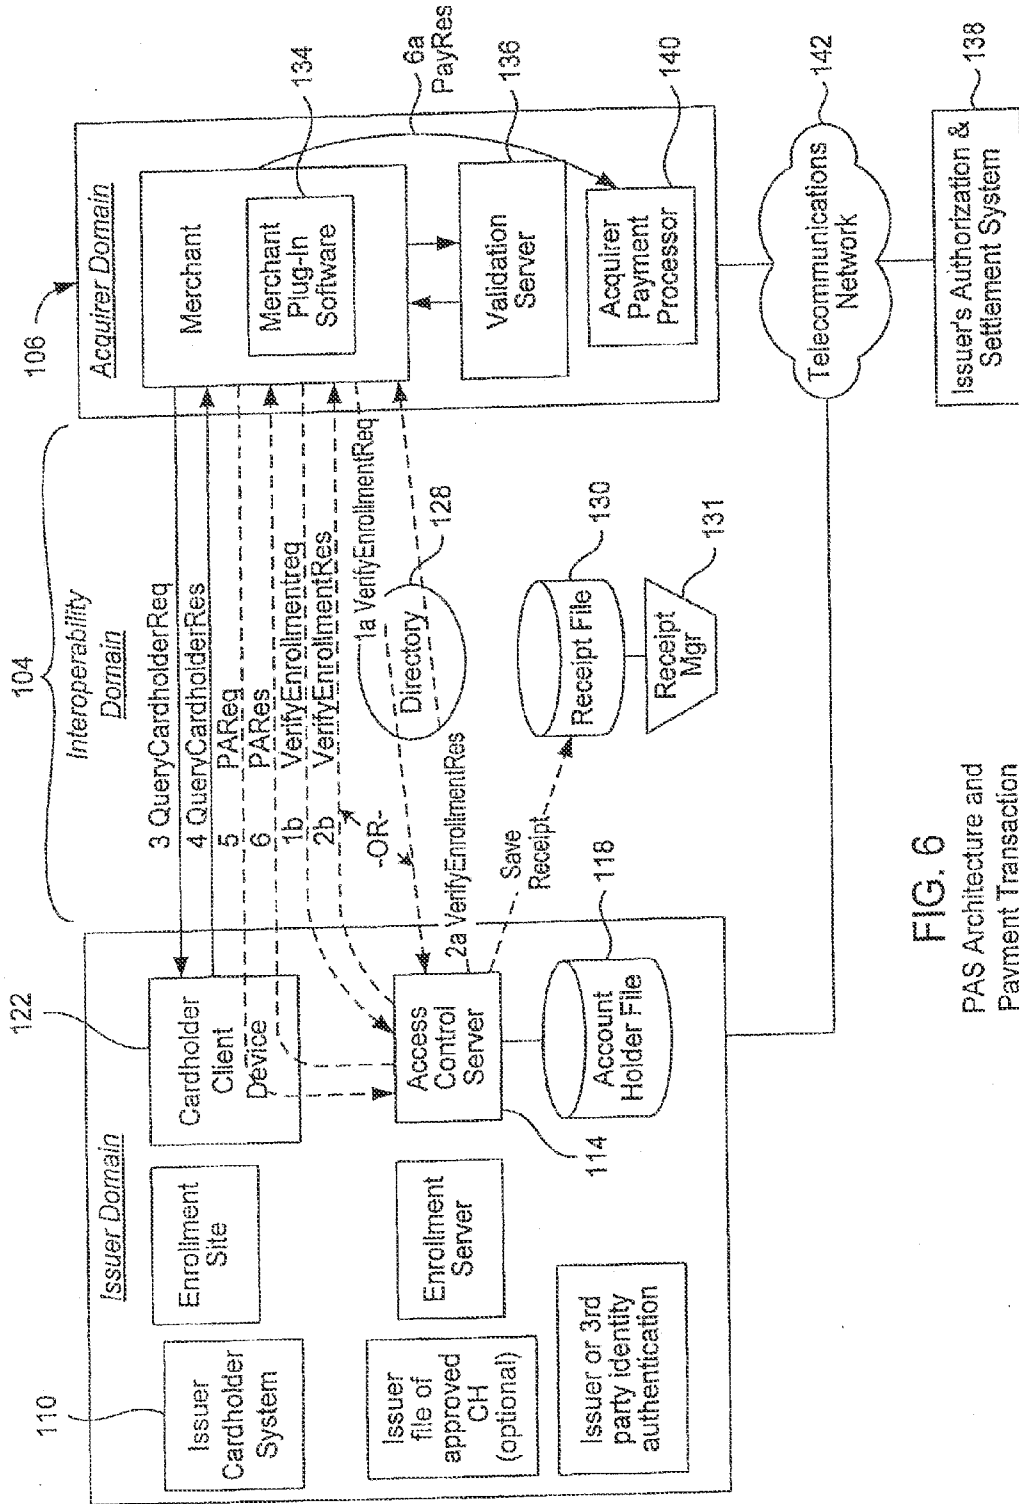 104
Interoperability
Domain
106
Acquirer Domain
Merchant
Merchant
Plug-In
Software
134
6a
PayRes
Validation
Server
136
Acquirer
Payment
Processor
140
Telecommunications
Network
142
Issuer's Authorization &
Settlement System
138
3 QueryCardholderReq
4 QueryCardholderRes
5 PAReq
6 PARes
1b VerifyEnrollmentreq
2b VerifyEnrollmentRes
-OR-
1a VerifyEnrollmentReq
Directory
128
2a VerifyEnrollmentRes
Save
Receipt
Receipt File
130
Receipt
Mgr
131
Issuer Domain
122
Cardholder
Client
Device
Enrollment
Site
110
Issuer
Cardholder
System
Access
Control
Server
114
Account
Holder File
118
Enrollment
Server
Issuer
file of
approved
CH
(optional)
Issuer or 3rd
party identity
authentication
FIG. 6
PAS Architecture and
Payment Transaction